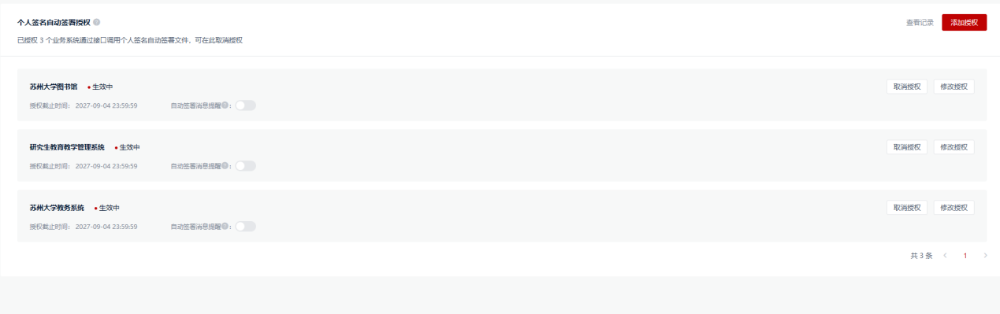 个人签名自动签署授权 ?
查看记录 添加授权
已授权 3 个业务系统通过接口调用个人签名自动签署文件，可在此取消授权
苏州大学图书馆 • 生效中
取消授权 修改授权
授权截止时间： 2027-09-04 23:59:59 自动签署消息提醒?：
研究生教育教学管理系统 • 生效中
取消授权 修改授权
授权截止时间： 2027-09-04 23:59:59 自动签署消息提醒?：
苏州大学教务系统 • 生效中
取消授权 修改授权
授权截止时间： 2027-09-04 23:59:59 自动签署消息提醒?：
共 3 条 < 1 >